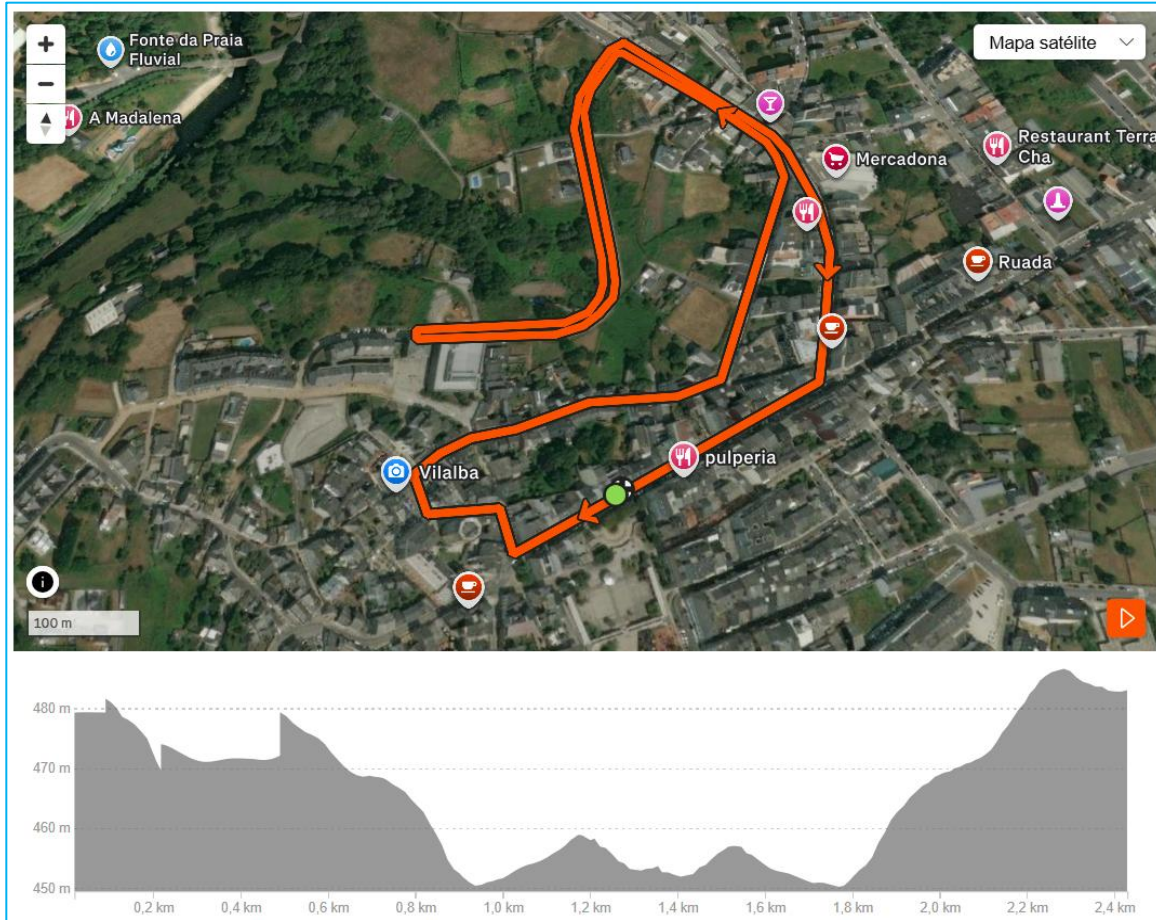 +
Fonte da Praia
Fluvial
Mapa satélite
−
A Madalena
Mercadona
Restaurant Terra
Cha
Ruada
pulperia
Vilalba
i
100 m
480 m
470 m
460 m
450 m
0,2 km 0,4 km 0,6 km 0,8 km 1,0 km 1,2 km 1,4 km 1,6 km 1,8 km 2,0 km 2,2 km 2,4 km